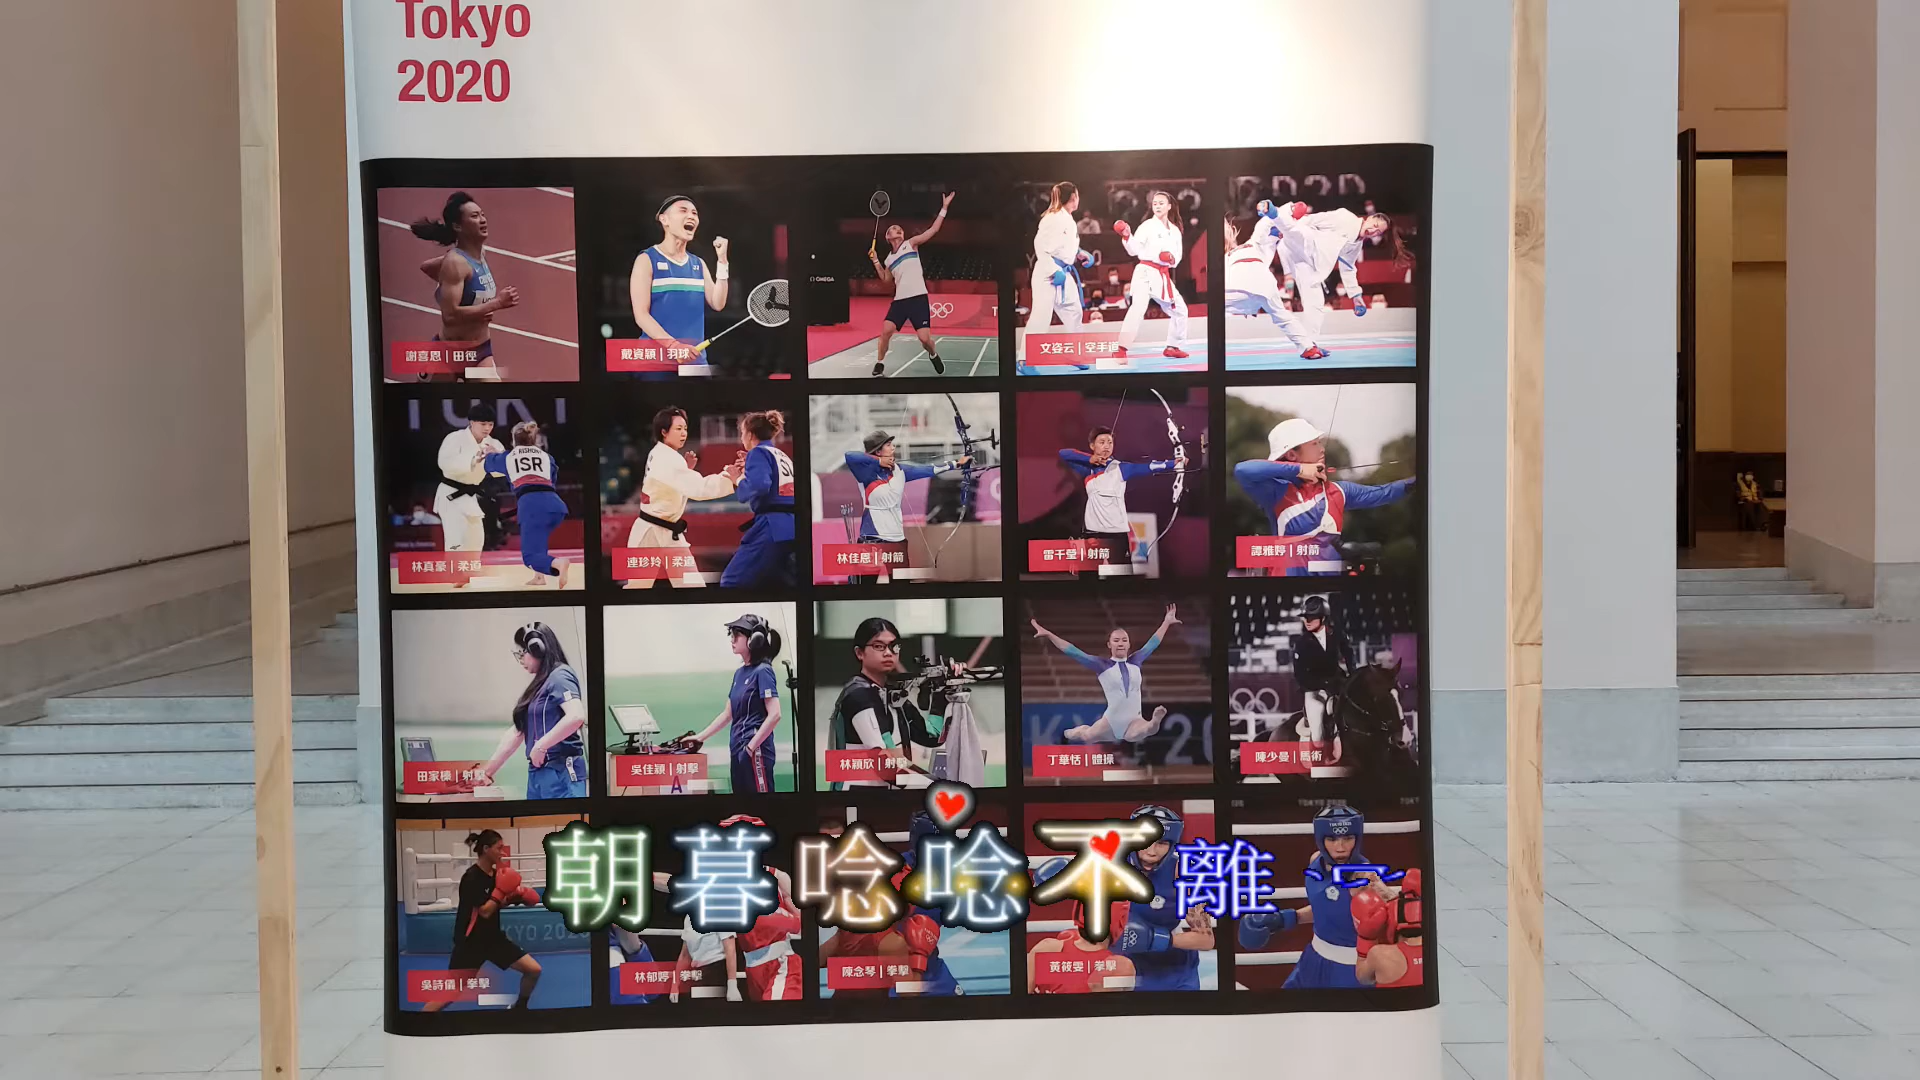 Tokyo
2020
謝喜恩 | 田徑
戴資穎 | 羽球
文姿云 | 空手道
林真豪 | 柔道
ISR
連珍羚 | 柔道
林佳恩 | 射箭
雷千瑩 | 射箭
譚雅婷 | 射箭
田家榛 | 射擊
吳佳穎 | 射擊
林穎欣 | 射擊
丁華恬 | 體操
陳少曼 | 馬術
朝暮唸唸不離
吳詩儀 | 拳擊
林郁婷 | 拳擊
陳念琴 | 拳擊
黃筱雯 | 拳擊